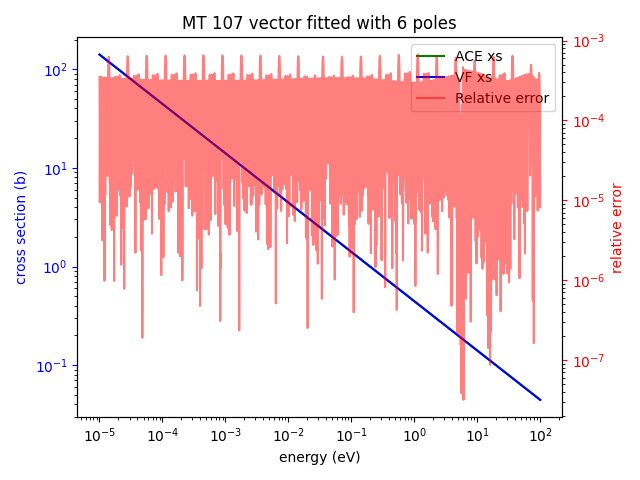 MT 107 vector fitted with 6 poles
ACE xs
VF xs
Relative error
cross section (b)
10²
10¹
10⁰
10⁻¹
10⁻³
10⁻⁴
10⁻⁵
10⁻⁶
10⁻⁷
relative error
10⁻⁵ 10⁻⁴ 10⁻³ 10⁻² 10⁻¹ 10⁰ 10¹ 10²
energy (eV)